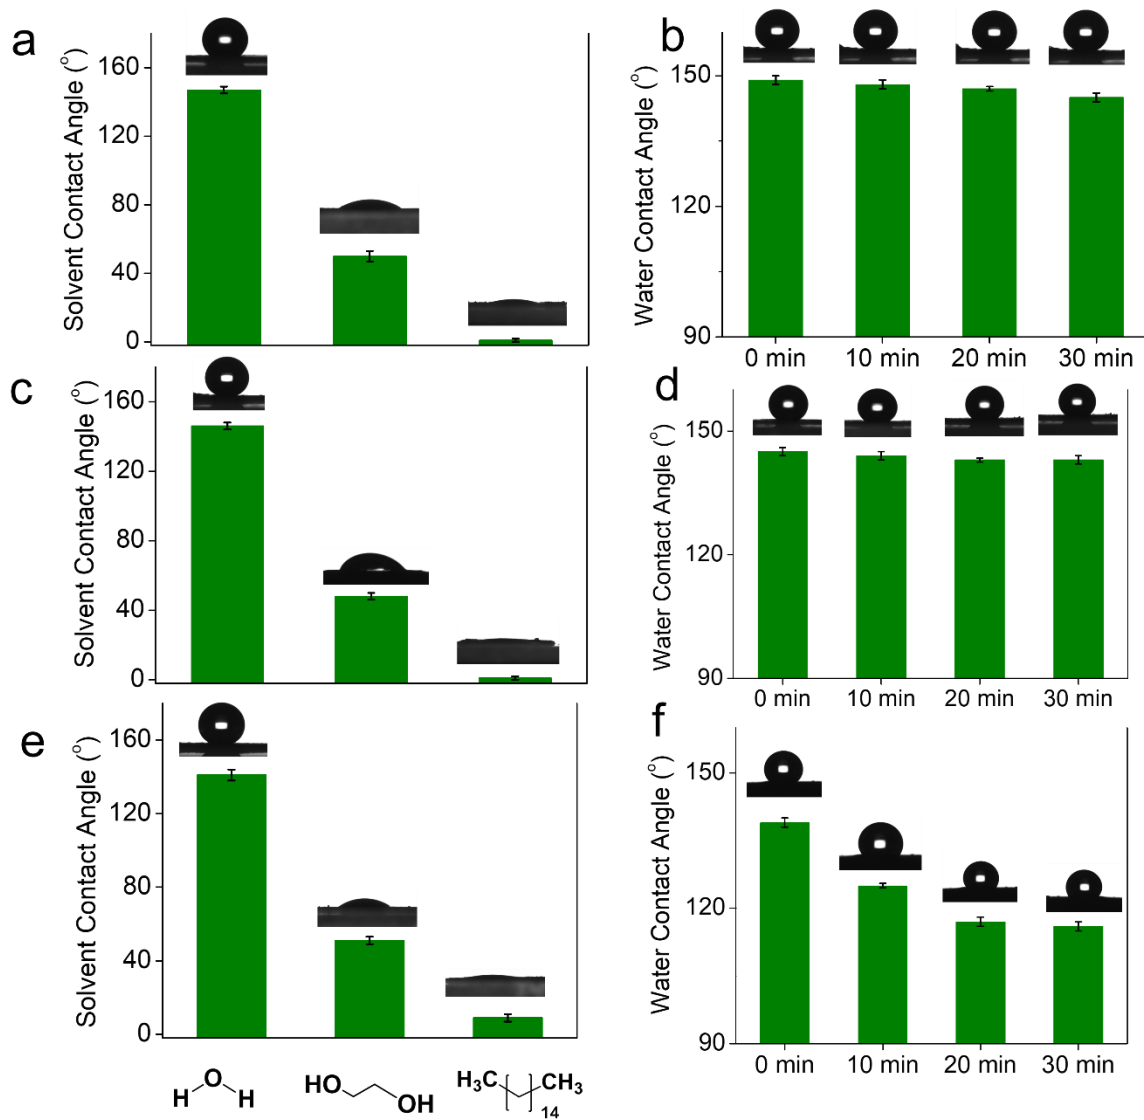 a
Solvent Contact Angle (°)
160
120
80
40
0
b
Water Contact Angle (°)
150
120
90
0 min 10 min 20 min 30 min
c
Solvent Contact Angle (°)
160
120
80
40
0
d
Water Contact Angle (°)
150
120
90
0 min 10 min 20 min 30 min
e
Solvent Contact Angle (°)
160
120
80
40
0
H O H
HO OH
H3C CH3
14
f
Water Contact Angle (°)
150
120
90
0 min 10 min 20 min 30 min